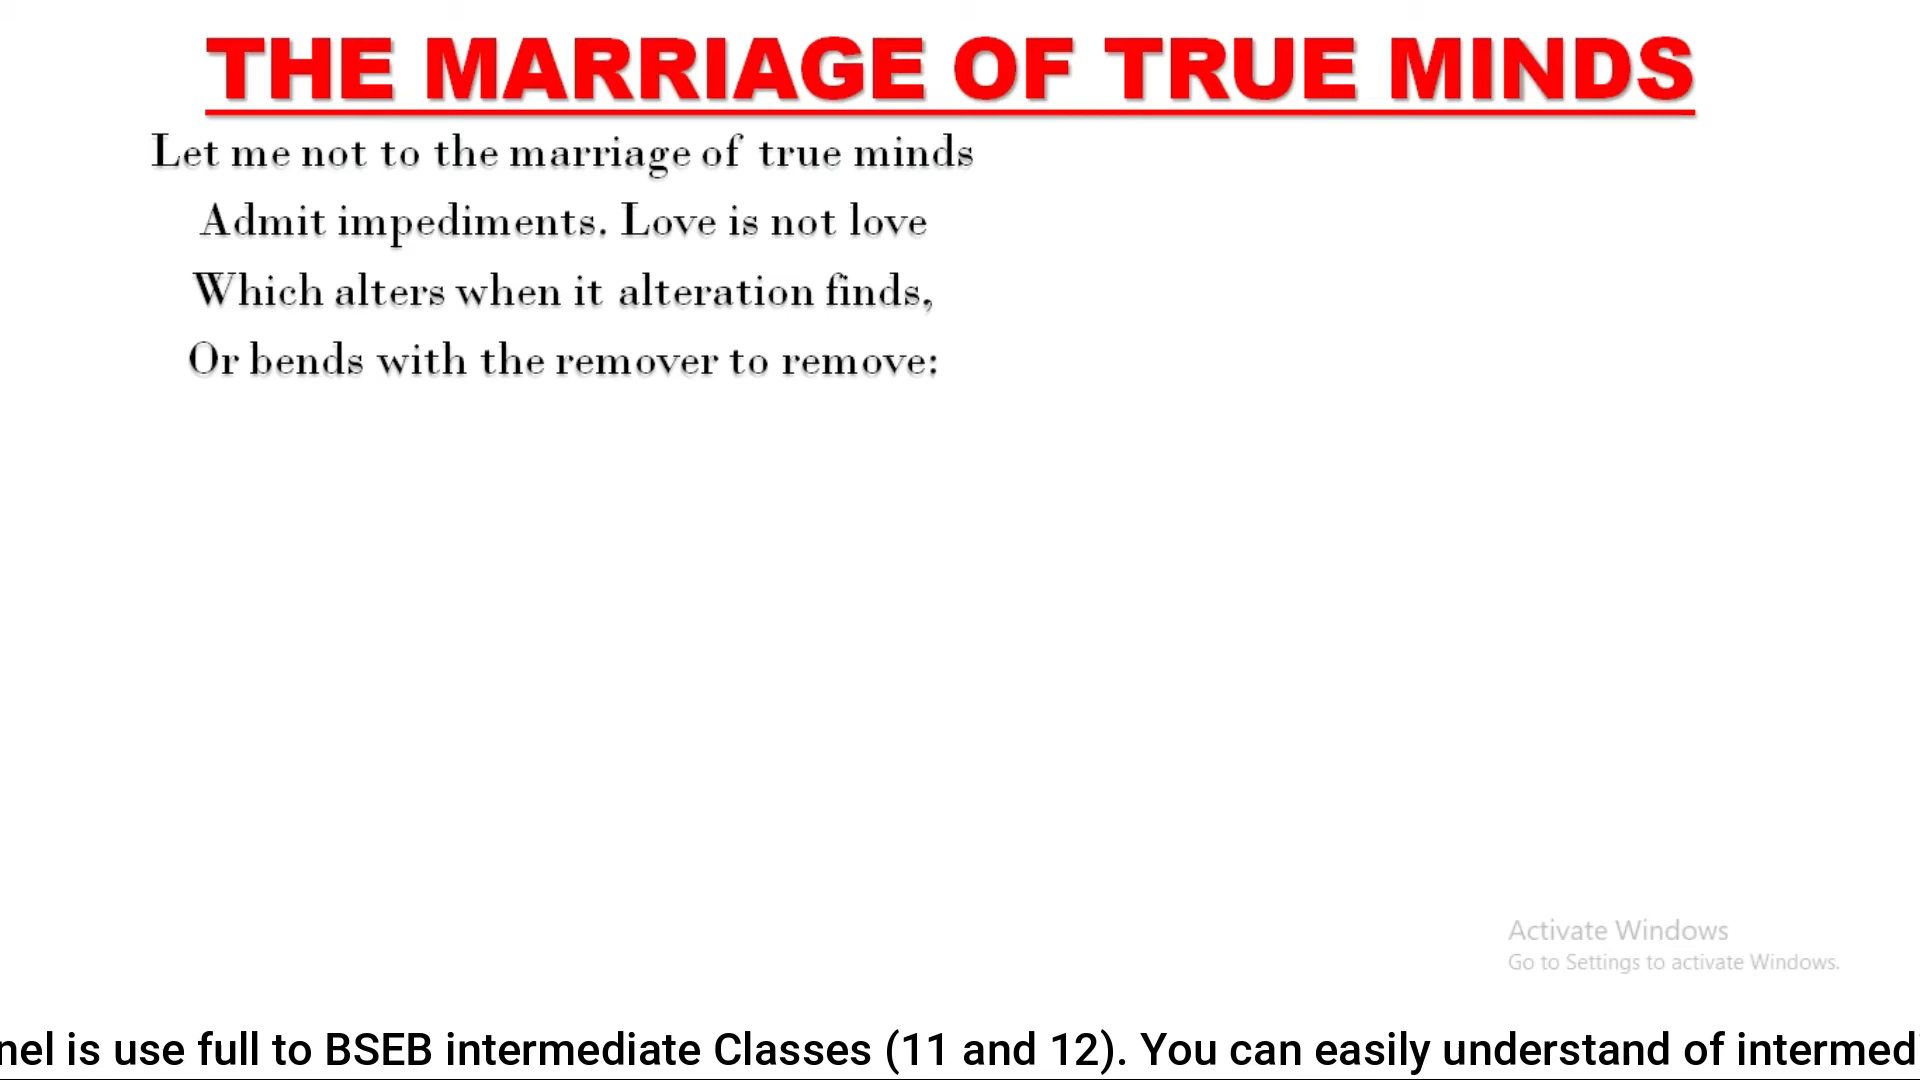 THE MARRIAGE OF TRUE MINDS
Let me not to the marriage of true minds
Admit impediments. Love is not love
Which alters when it alteration finds,
Or bends with the remover to remove:
Activate Windows
Go to Settings to activate Windows.
nel is use full to BSEB intermediate Classes (11 and 12). You can easily understand of intermed